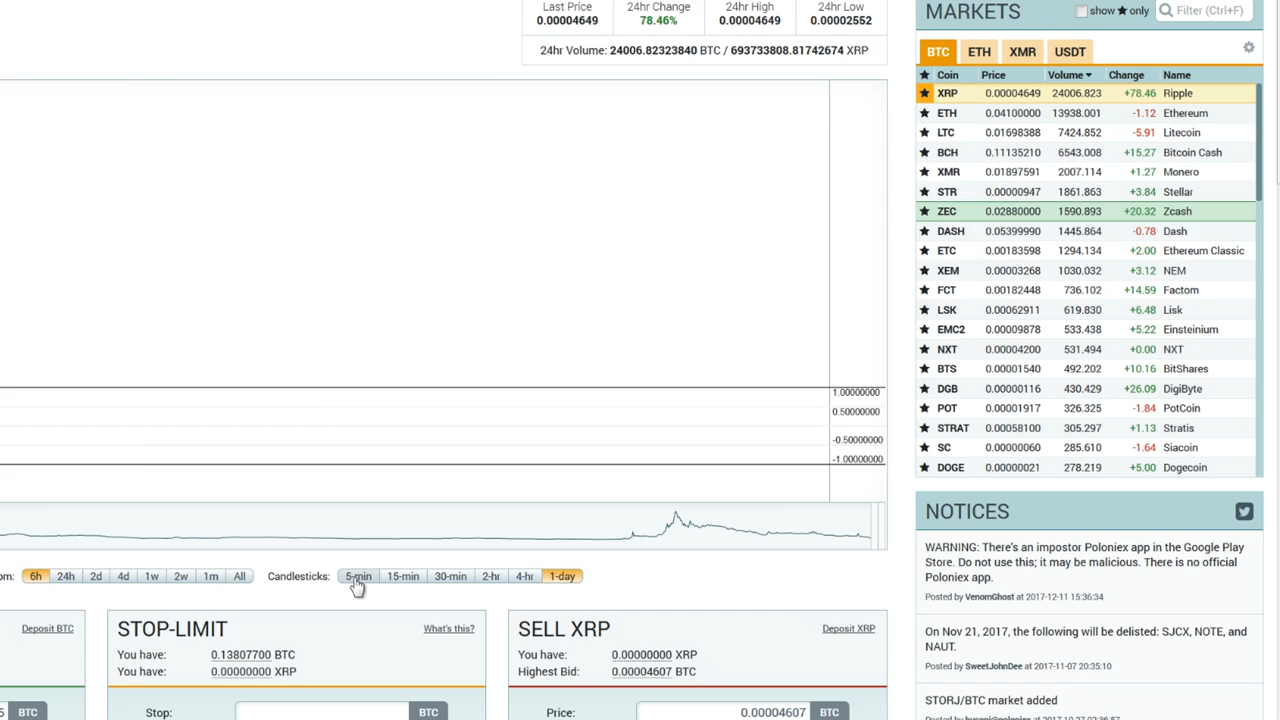 Last Price 24hr Change 24hr High 24hr Low
0.00004649 78.46% 0.00004649 0.00002552
24hr Volume: 24006.82323840 BTC / 693733808.81742674 XRP
1.00000000
0.50000000
-0.50000000
-1.00000000
om: 6h 24h 2d 4d 1w 2w 1m All Candlesticks: 5-min 15-min 30-min 2-hr 4-hr 1-day
Deposit BTC
BTC
STOP-LIMIT What's this?
You have: 0.13807700 BTC
You have: 0.00000000 XRP
Stop: BTC
SELL XRP Deposit XRP
You have: 0.00000000 XRP
Highest Bid: 0.00004607 BTC
Price: 0.00004607 BTC
MARKETS show ★ only Filter (Ctrl+F)
BTC ETH XMR USDT
★ Coin Price Volume ▼ Change Name
★ XRP 0.00004649 24006.823 +78.46 Ripple
★ ETH 0.04100000 13938.001 -1.12 Ethereum
★ LTC 0.01698388 7424.852 -5.91 Litecoin
★ BCH 0.11135210 6543.008 +15.27 Bitcoin Cash
★ XMR 0.01897591 2007.114 +1.27 Monero
★ STR 0.00000947 1861.863 +3.84 Stellar
★ ZEC 0.02880000 1590.893 +20.32 Zcash
★ DASH 0.05399990 1445.864 -0.78 Dash
★ ETC 0.00183598 1294.134 +2.00 Ethereum Classic
★ XEM 0.00003268 1030.032 +3.12 NEM
★ FCT 0.00182448 736.102 +14.59 Factom
★ LSK 0.00062911 619.830 +6.48 Lisk
★ EMC2 0.00009878 533.438 +5.22 Einsteinium
★ NXT 0.00004200 531.494 +0.00 NXT
★ BTS 0.00001540 492.202 +10.16 BitShares
★ DGB 0.00000116 430.429 +26.09 DigiByte
★ POT 0.00001917 326.325 -1.84 PotCoin
★ STRAT 0.00058100 305.297 +1.13 Stratis
★ SC 0.00000060 285.610 -1.64 Siacoin
★ DOGE 0.00000021 278.219 +5.00 Dogecoin
NOTICES
WARNING: There's an impostor Poloniex app in the Google Play
Store. Do not use this; it may be malicious. There is no official
Poloniex app.
Posted by VenomGhost at 2017-12-11 15:36:34
On Nov 21, 2017, the following will be delisted: SJCX, NOTE, and
NAUT.
Posted by SweetJohnDee at 2017-11-07 20:35:10
STORJ/BTC market added